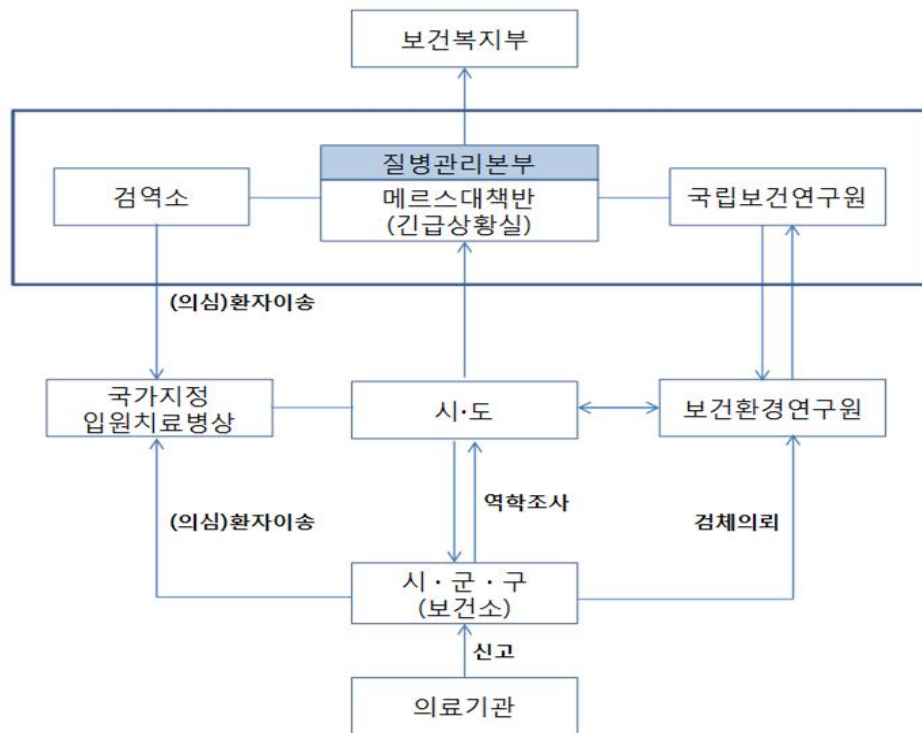 보건복지부
질병관리본부
검역소
메르스대책반
(긴급상황실)
국립보건연구원
(의심)환자이송
국가지정
입원치료병상
시·도
보건환경연구원
(의심)환자이송
역학조사
검체의뢰
시·군·구
(보건소)
신고
의료기관